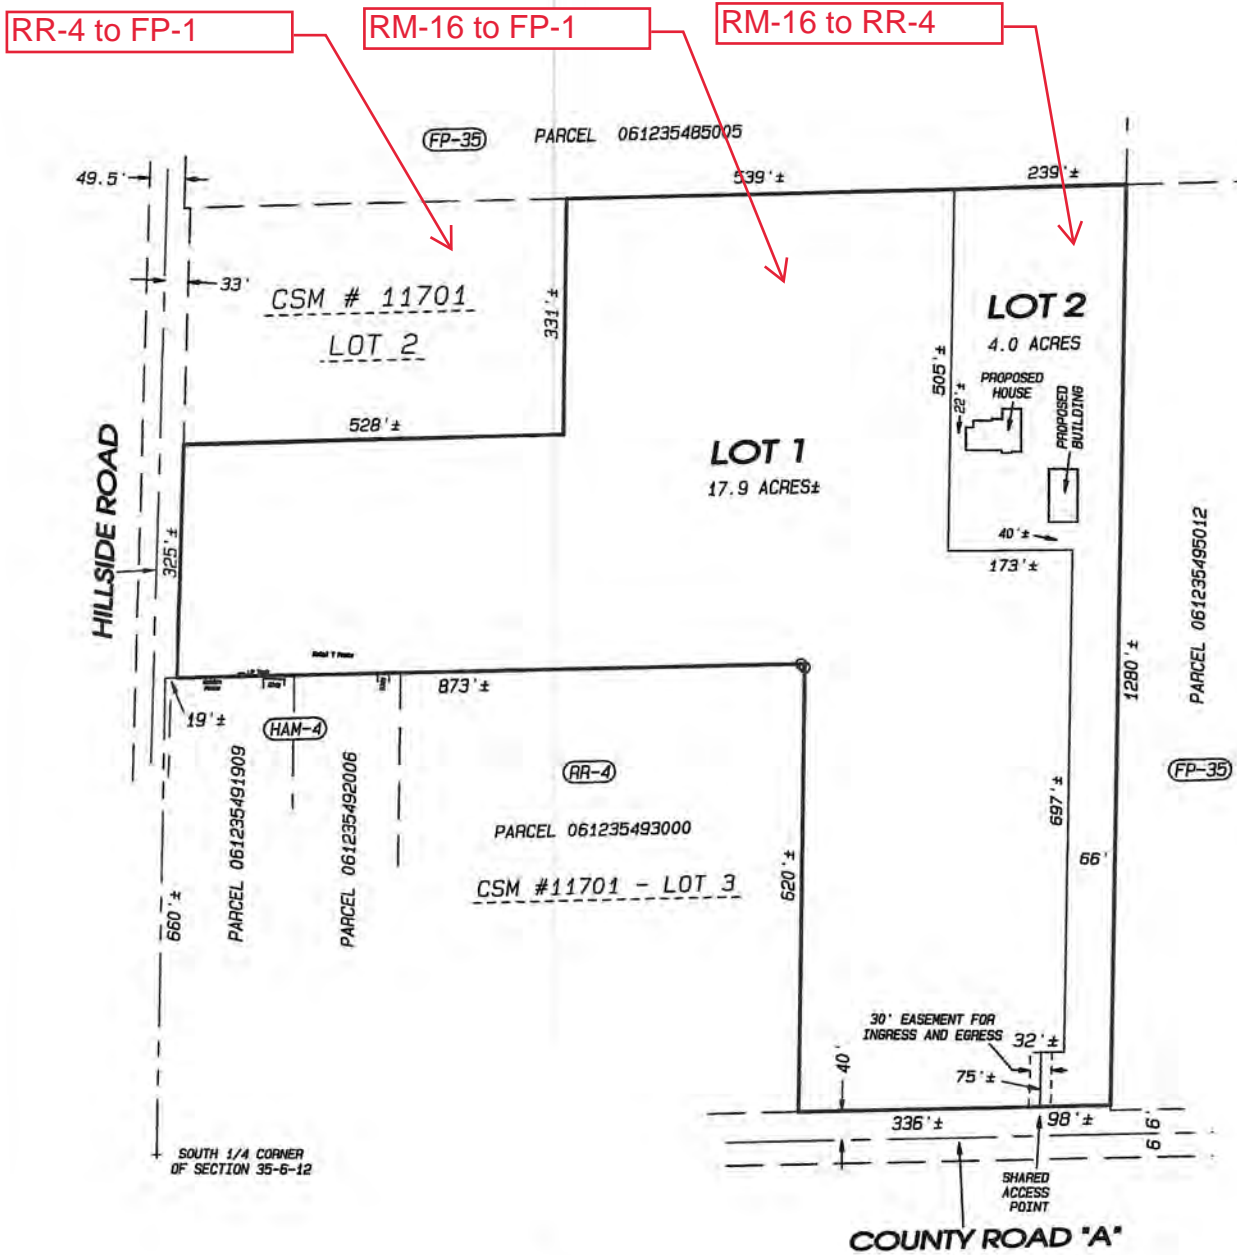 RR-4 to FP-1
RM-16 to FP-1
RM-16 to RR-4
FP-35
PARCEL 061235485005
49.5'
539'±
239'±
33'
CSM # 11701
LOT 2
331'±
528'±
LOT 2
4.0 ACRES
505'±
22'±
PROPOSED
HOUSE
PROPOSED
BUILDING
LOT 1
17.9 ACRES±
HILLSIDE ROAD
325'±
40'±
173'±
PARCEL 061235495012
1280'±
873'±
19'±
HAM-4
RR-4
FP-35
PARCEL 061235491909
PARCEL 061235492006
PARCEL 061235493000
CSM #11701 - LOT 3
660'±
620'±
697'±
66'
30' EASEMENT FOR
INGRESS AND EGRESS
32'±
40'
75'±
336'±
98'±
66'
SOUTH 1/4 CORNER
OF SECTION 35-6-12
SHARED
ACCESS
POINT
COUNTY ROAD "A"